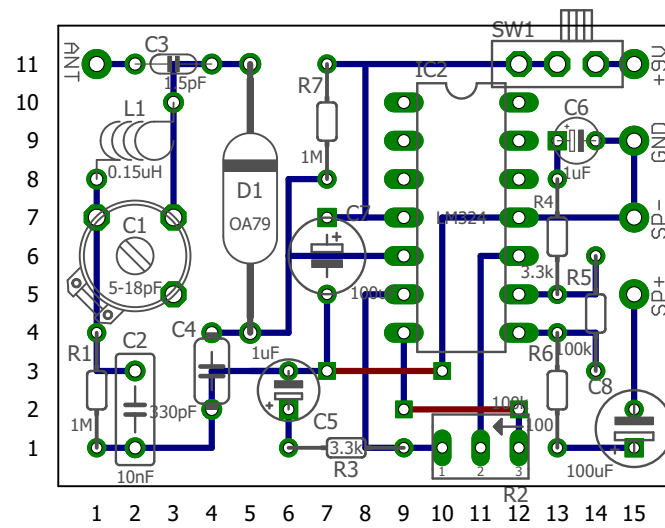 SW1
ANT
C3
1.5pF
R7
IC2
+9V
11
10
9
8
7
6
5
4
3
2
1
L1
0.15uH
1M
C6
1uF
GND
D1
OA79
R4
C1
5-18pF
C7
100u
LM324
SP-
3.3k
R5
SP+
R1
C2
C4
1uF
R6
100k
C8
1M
330pF
10nF
C5
3.3k
R3
100k
100
1
2
3
R2
100uF
1 2 3 4 5 6 7 8 9 10 11 12 13 14 15